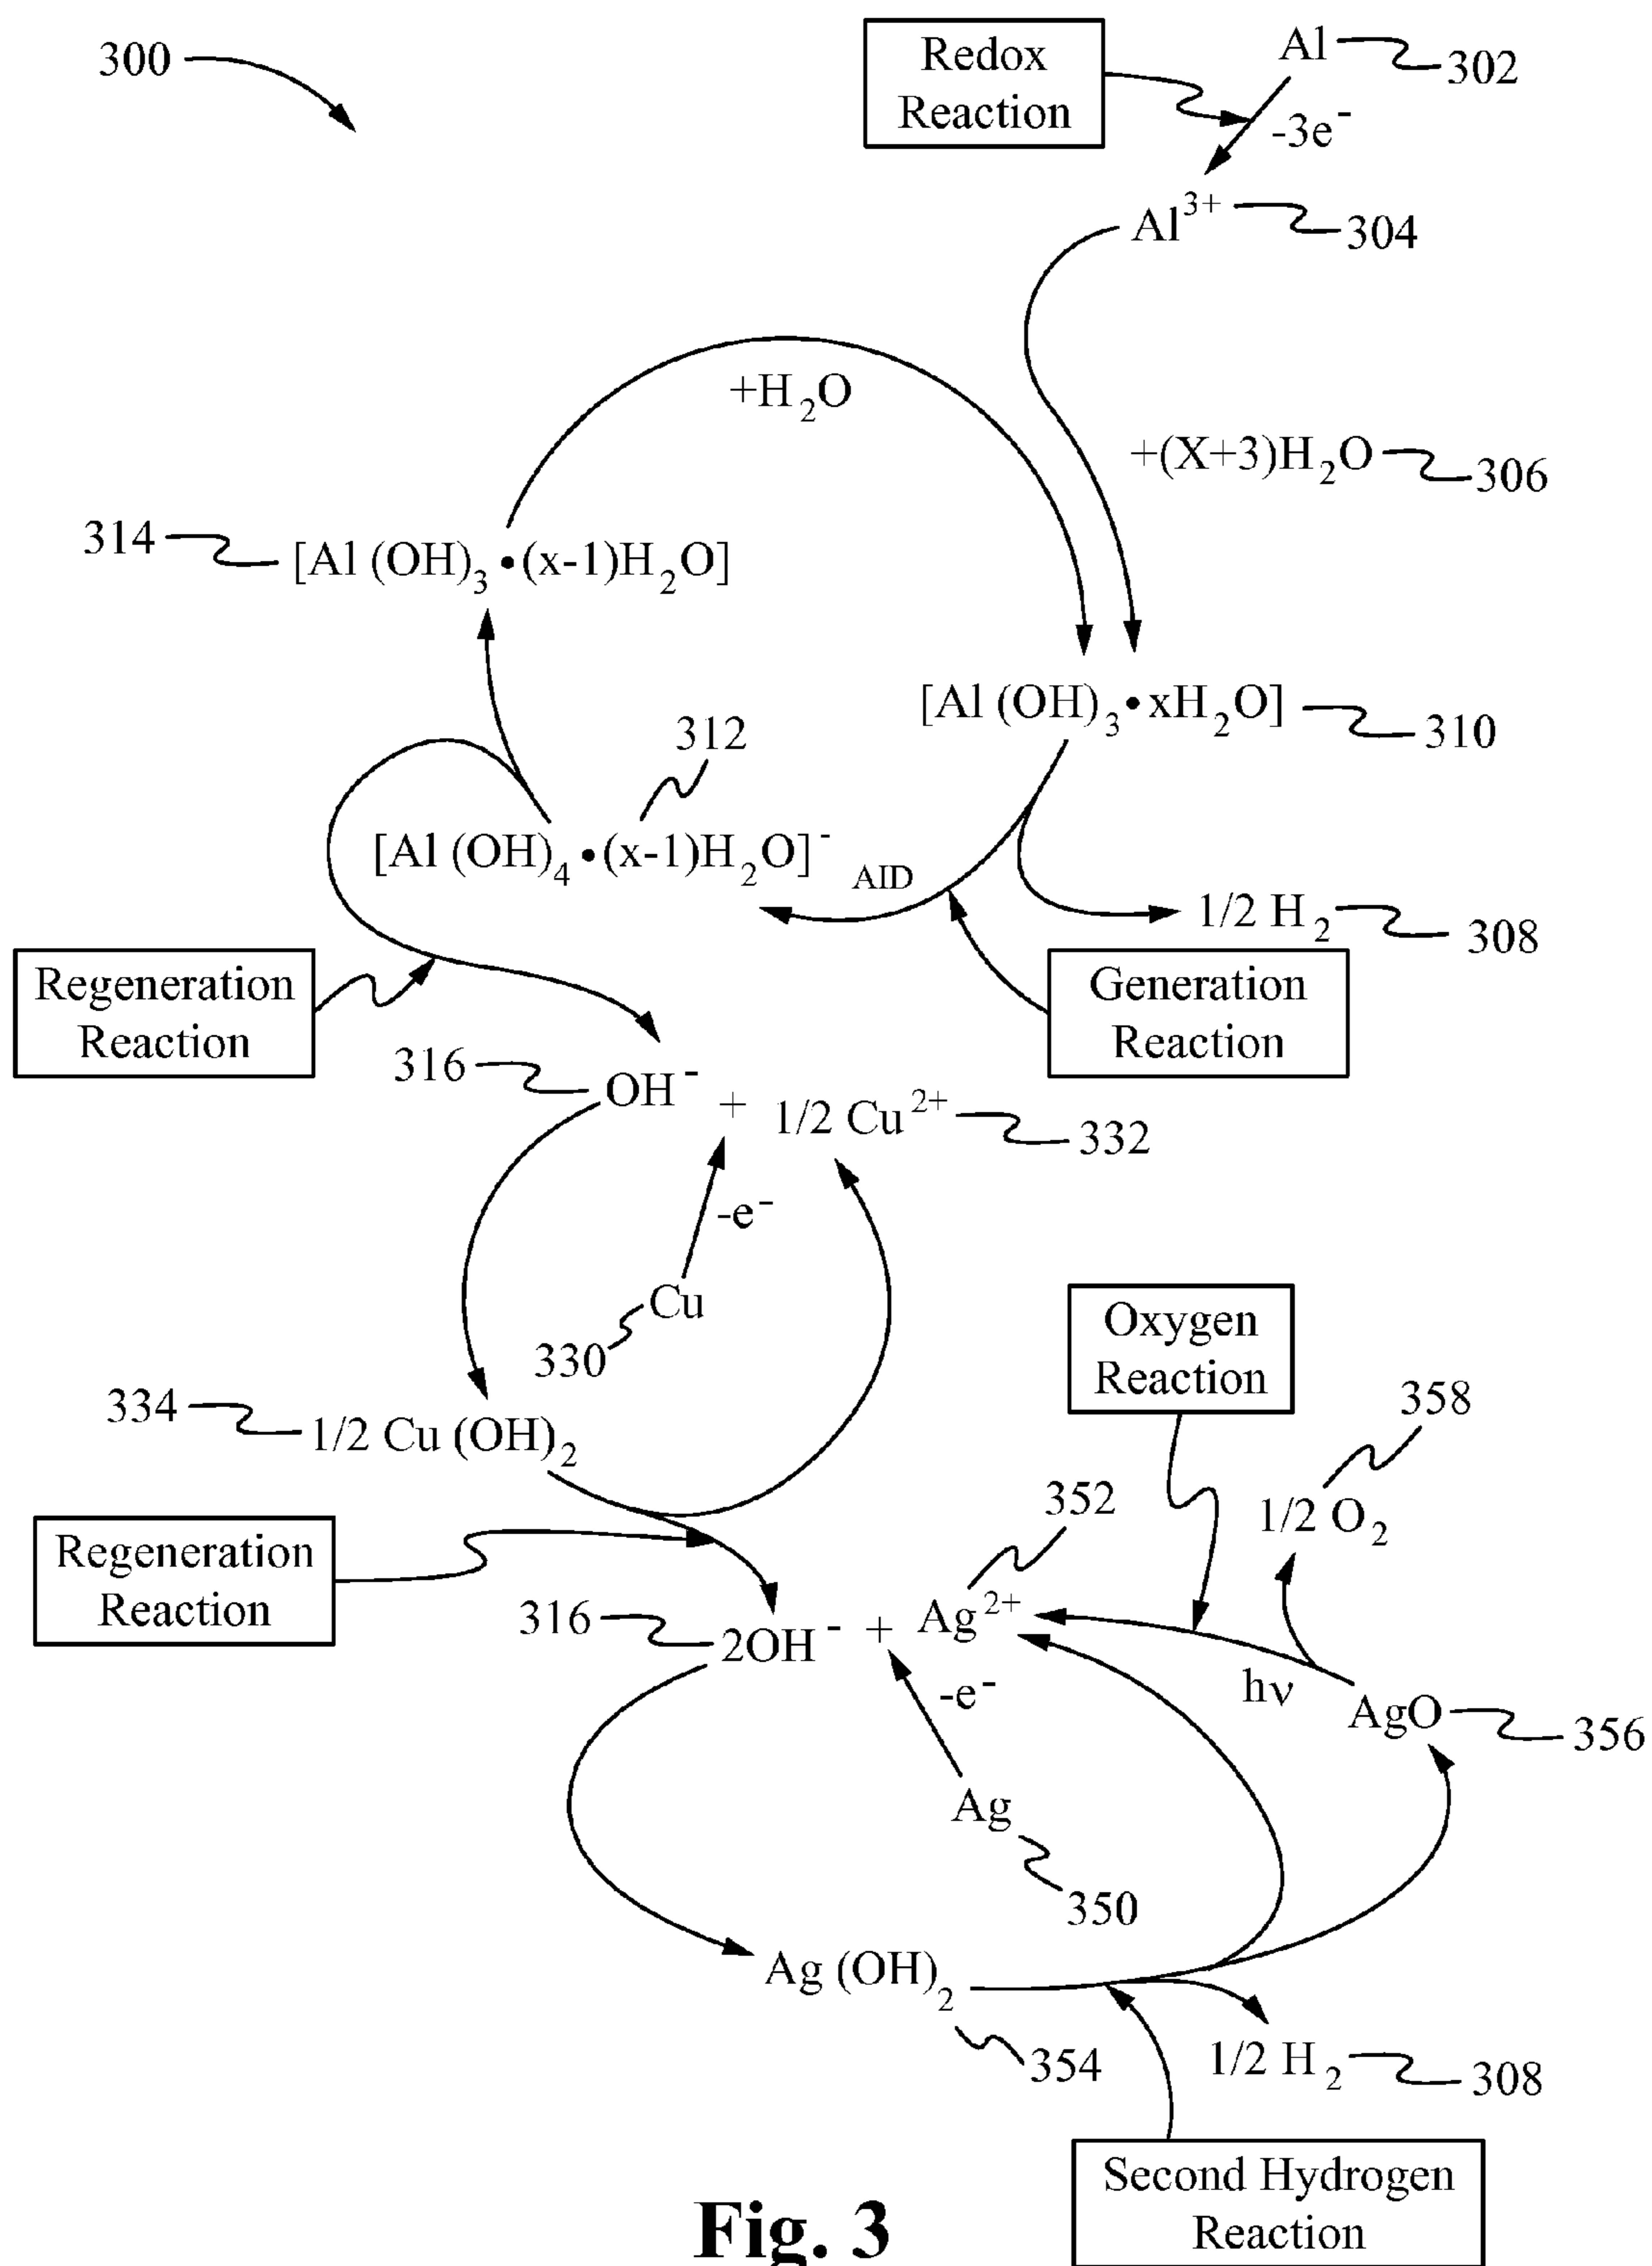 300
Redox
Reaction
Al
302
-3e⁻
Al³⁺
304
+H₂O
+(X+3)H₂O
306
314
[Al (OH)₃•(x-1)H₂O]
[Al (OH)₃•xH₂O]
310
312
[Al (OH)₄•(x-1)H₂O]⁻
AID
1/2 H₂
308
Regeneration
Reaction
Generation
Reaction
316
OH⁻ + 1/2 Cu²⁺
332
-e⁻
Cu
330
Oxygen
Reaction
334
1/2 Cu (OH)₂
358
1/2 O₂
352
Regeneration
Reaction
316
2OH⁻ + Ag²⁺
-e⁻
hν
AgO
356
Ag
350
Ag (OH)₂
354
1/2 H₂
308
Second Hydrogen
Reaction
Fig. 3